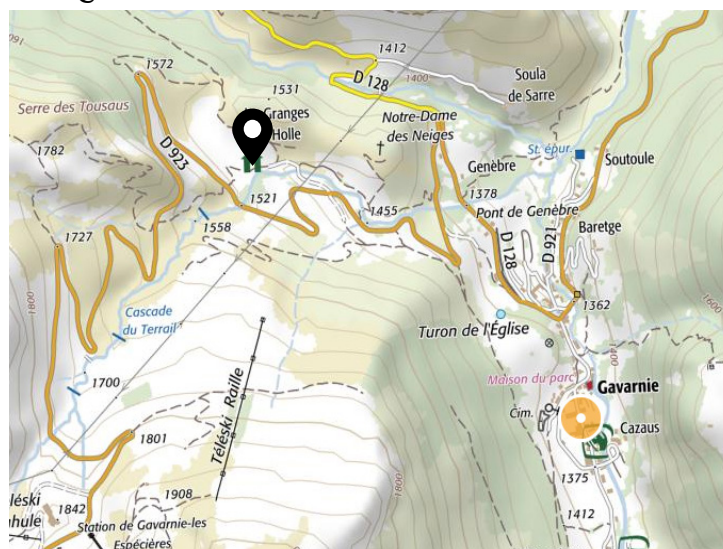 1412
1572
D 128
1400
Soula
de Sarre
1531
Serre des Tousaus
Granges
Holle
Notre-Dame
des Neiges
1782
D 923
St. épur.
Genèbre
Soutoule
1378
1521
1455
Pont de Genèbre
1558
Baretge
1727
D 128
D 921
1800
Cascade
du Terrail
1362
1600
Turon de l'Église
1400
Téléski Raille
1700
Maison du parc
Gavarnie
Cim.
Cazaus
1801
1375
1800
1908
léski
hule
1842
1412
Station de Gavarnie-les
Espécières